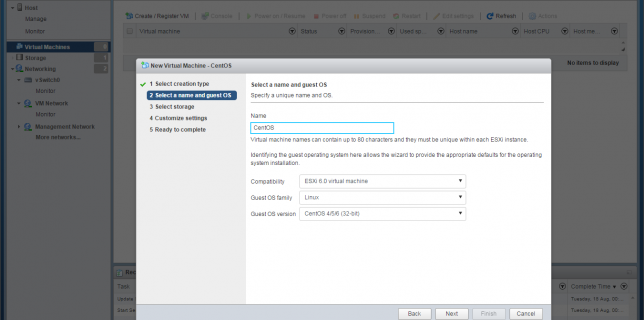 Host
Manage
Monitor
Virtual Machines
Storage
Networking
vSwitch0
Monitor
VM Network
Monitor
Management Network
More networks...
Create / Register VM | Console | Power on / Resume Power off Suspend Refresh | Edit settings | Refresh | Actions
Virtual machine Status Provision... Used sp... Host name Host CPU Host me...
No items to display
New Virtual Machine - CentOS
1 Select creation type
2 Select a name and guest OS
3 Select storage
4 Customize settings
5 Ready to complete
Select a name and guest OS
Specify a unique name and OS.
Name
CentOS
Virtual machine names can contain up to 80 characters and they must be unique within each ESXi instance.
Identifying the guest operating system here allows the wizard to provide the appropriate defaults for the operating
system installation.
Compatibility ESXi 6.0 virtual machine
Guest OS family Linux
Guest OS version CentOS 4/5/6 (32-bit)
Back Next Finish Cancel
Task
Complete Time
Update
Tuesday, 16 Aug, 00:...
Start Se
Tuesday, 16 Aug, 00:...